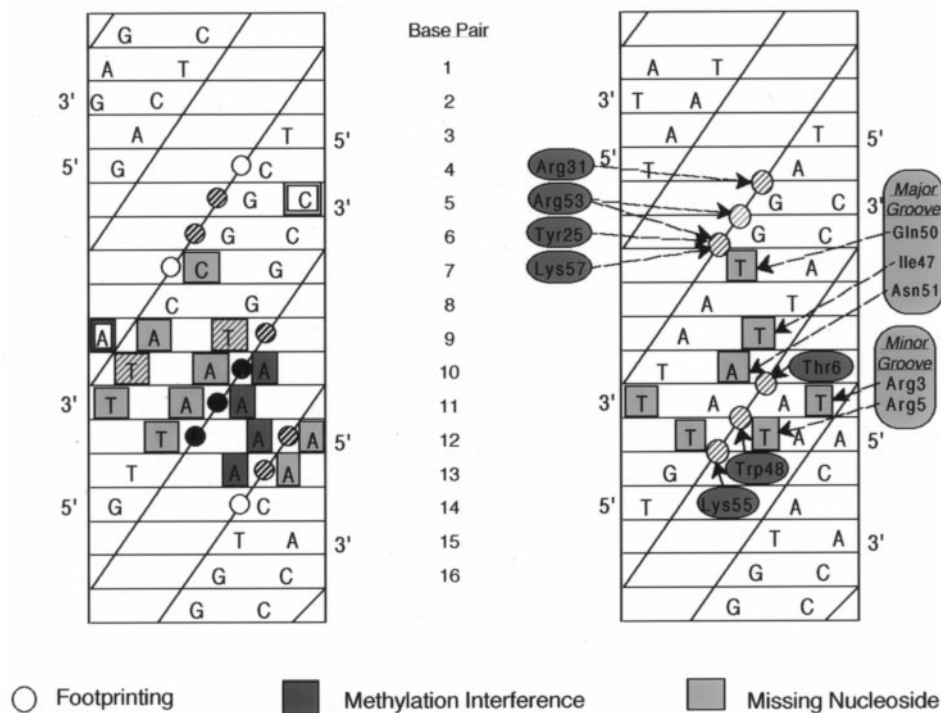 G C
A T
3' G C
A T
5'
5' G C
G C 3'
G C
C G
C G
A A T
T A A
3' T A A
T A A A 5'
T A A
5' G C
T A 3'
G C
G C
Base Pair
1
2
3
4
5
6
7
8
9
10
11
12
13
14
15
16
A T
3' T A
A T
5'
5' T A
G C 3'
G C
T A
A T
A T
T A
3' T A A T
T T A A 5'
G C
5' T A
T A 3'
G C
G C
Arg31
Arg53
Tyr25
Lys57
Major
Groove
Gln50
Ile47
Asn51
Minor
Groove
Arg3
Arg5
Thr6
Trp48
Lys55
Footprinting
Methylation Interference
Missing Nucleoside